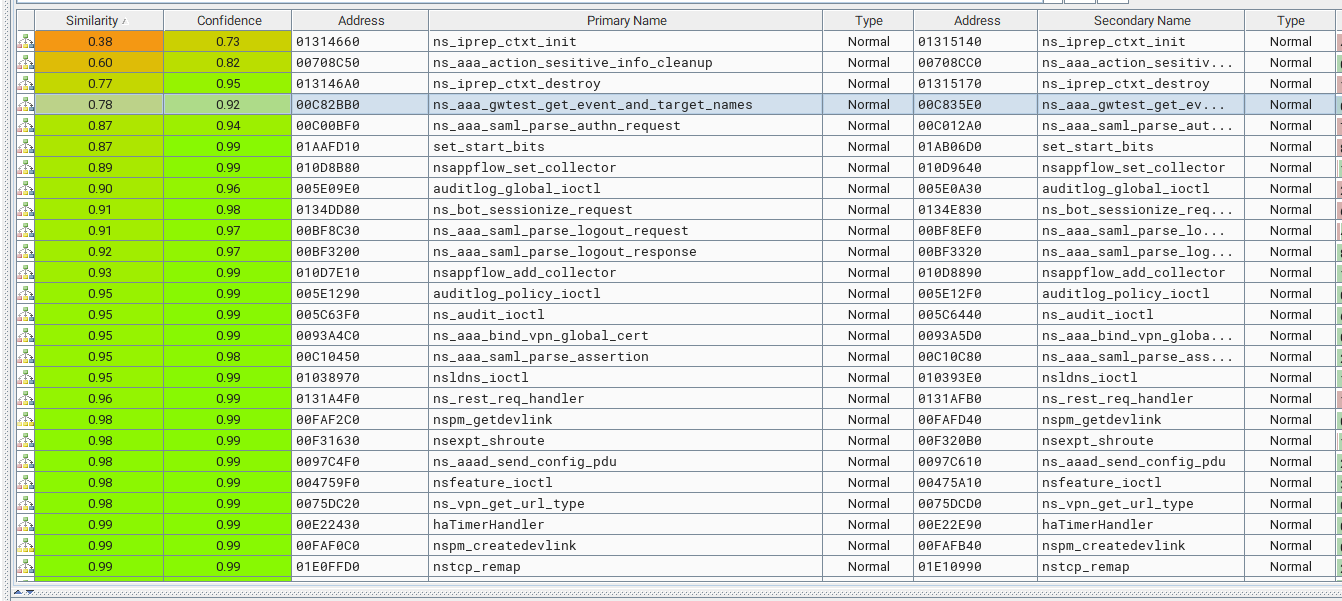 Similarity Confidence Address Primary Name Type Address Secondary Name Type
0.38 0.73 01314660 ns_iprep_ctxt_init Normal 01315140 ns_iprep_ctxt_init Normal
0.60 0.82 00708C50 ns_aaa_action_sesitive_info_cleanup Normal 00708CC0 ns_aaa_action_sesitiv... Normal
0.77 0.95 013146A0 ns_iprep_ctxt_destroy Normal 01315170 ns_iprep_ctxt_destroy Normal
0.78 0.92 00C82BB0 ns_aaa_gwtest_get_event_and_target_names Normal 00C835E0 ns_aaa_gwtest_get_ev... Normal
0.87 0.94 00C00BF0 ns_aaa_saml_parse_authn_request Normal 00C012A0 ns_aaa_saml_parse_aut... Normal
0.87 0.99 01AAFD10 set_start_bits Normal 01AB06D0 set_start_bits Normal
0.89 0.99 010D8B80 nsappflow_set_collector Normal 010D9640 nsappflow_set_collector Normal
0.90 0.96 005E09E0 auditlog_global_ioctl Normal 005E0A30 auditlog_global_ioctl Normal
0.91 0.98 0134DD80 ns_bot_sessionize_request Normal 0134E830 ns_bot_sessionize_req... Normal
0.91 0.97 00BF8C30 ns_aaa_saml_parse_logout_request Normal 00BF8EF0 ns_aaa_saml_parse_lo... Normal
0.92 0.97 00BF3200 ns_aaa_saml_parse_logout_response Normal 00BF3320 ns_aaa_saml_parse_log... Normal
0.93 0.99 010D7E10 nsappflow_add_collector Normal 010D8890 nsappflow_add_collector Normal
0.95 0.99 005E1290 auditlog_policy_ioctl Normal 005E12F0 auditlog_policy_ioctl Normal
0.95 0.99 005C63F0 ns_audit_ioctl Normal 005C6440 ns_audit_ioctl Normal
0.95 0.99 0093A4C0 ns_aaa_bind_vpn_global_cert Normal 0093A5D0 ns_aaa_bind_vpn_globa... Normal
0.95 0.98 00C10450 ns_aaa_saml_parse_assertion Normal 00C10C80 ns_aaa_saml_parse_ass... Normal
0.95 0.99 01038970 nsldns_ioctl Normal 010393E0 nsldns_ioctl Normal
0.96 0.99 0131A4F0 ns_rest_req_handler Normal 0131AFB0 ns_rest_req_handler Normal
0.98 0.99 00FAF2C0 nspm_getdevlink Normal 00FAFD40 nspm_getdevlink Normal
0.98 0.99 00F31630 nsexpt_shroute Normal 00F320B0 nsexpt_shroute Normal
0.98 0.99 0097C4F0 ns_aaad_send_config_pdu Normal 0097C610 ns_aaad_send_config_pdu Normal
0.98 0.99 004759F0 nsfeature_ioctl Normal 00475A10 nsfeature_ioctl Normal
0.98 0.99 0075DC20 ns_vpn_get_url_type Normal 0075DCD0 ns_vpn_get_url_type Normal
0.99 0.99 00E22430 haTimerHandler Normal 00E22E90 haTimerHandler Normal
0.99 0.99 00FAF0C0 nspm_createdevlink Normal 00FAFB40 nspm_createdevlink Normal
0.99 0.99 01E0FFD0 nstcp_remap Normal 01E10990 nstcp_remap Normal